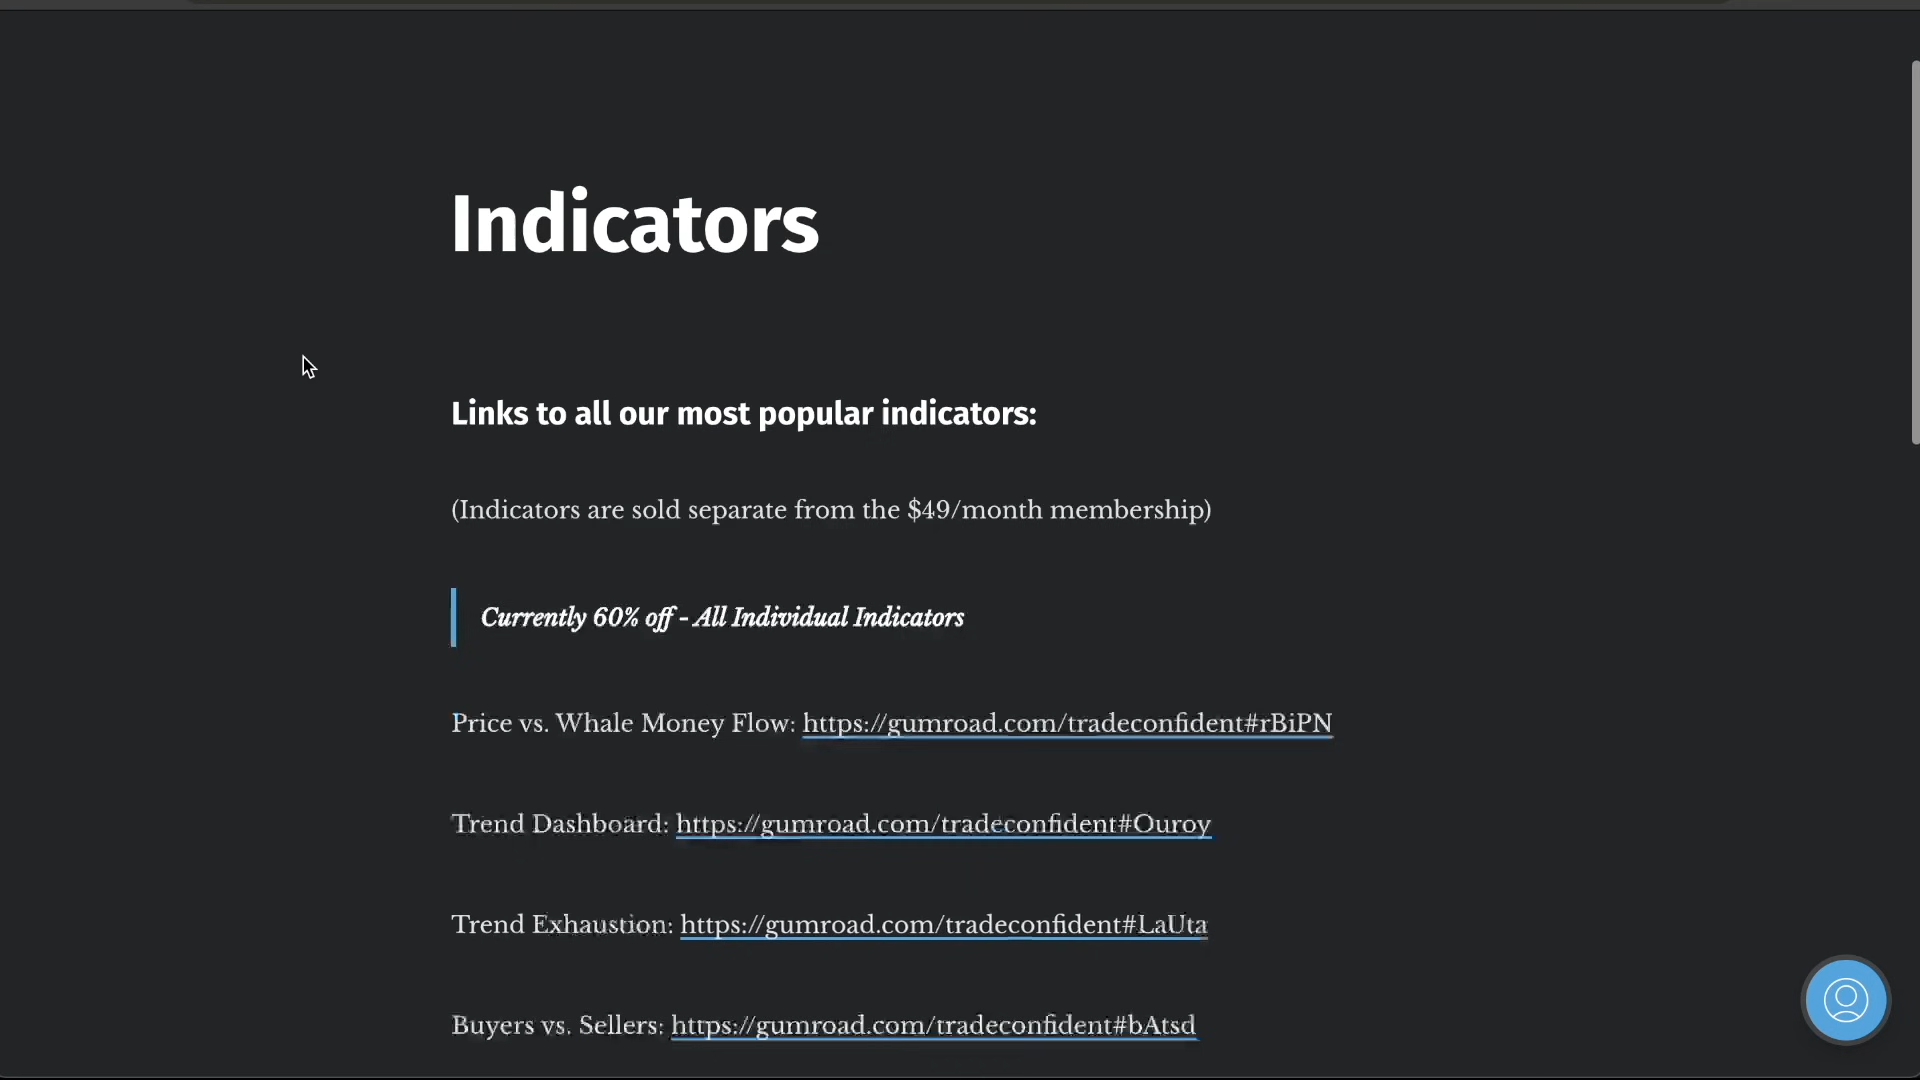 Indicators
Links to all our most popular indicators:
(Indicators are sold separate from the $49/month membership)
Currently 60% off - All Individual Indicators
Price vs. Whale Money Flow: https://gumroad.com/tradeconfident#rBiPN
Trend Dashboard: https://gumroad.com/tradeconfident#Ouroy
Trend Exhaustion: https://gumroad.com/tradeconfident#LaUta
Buyers vs. Sellers: https://gumroad.com/tradeconfident#bAtsd